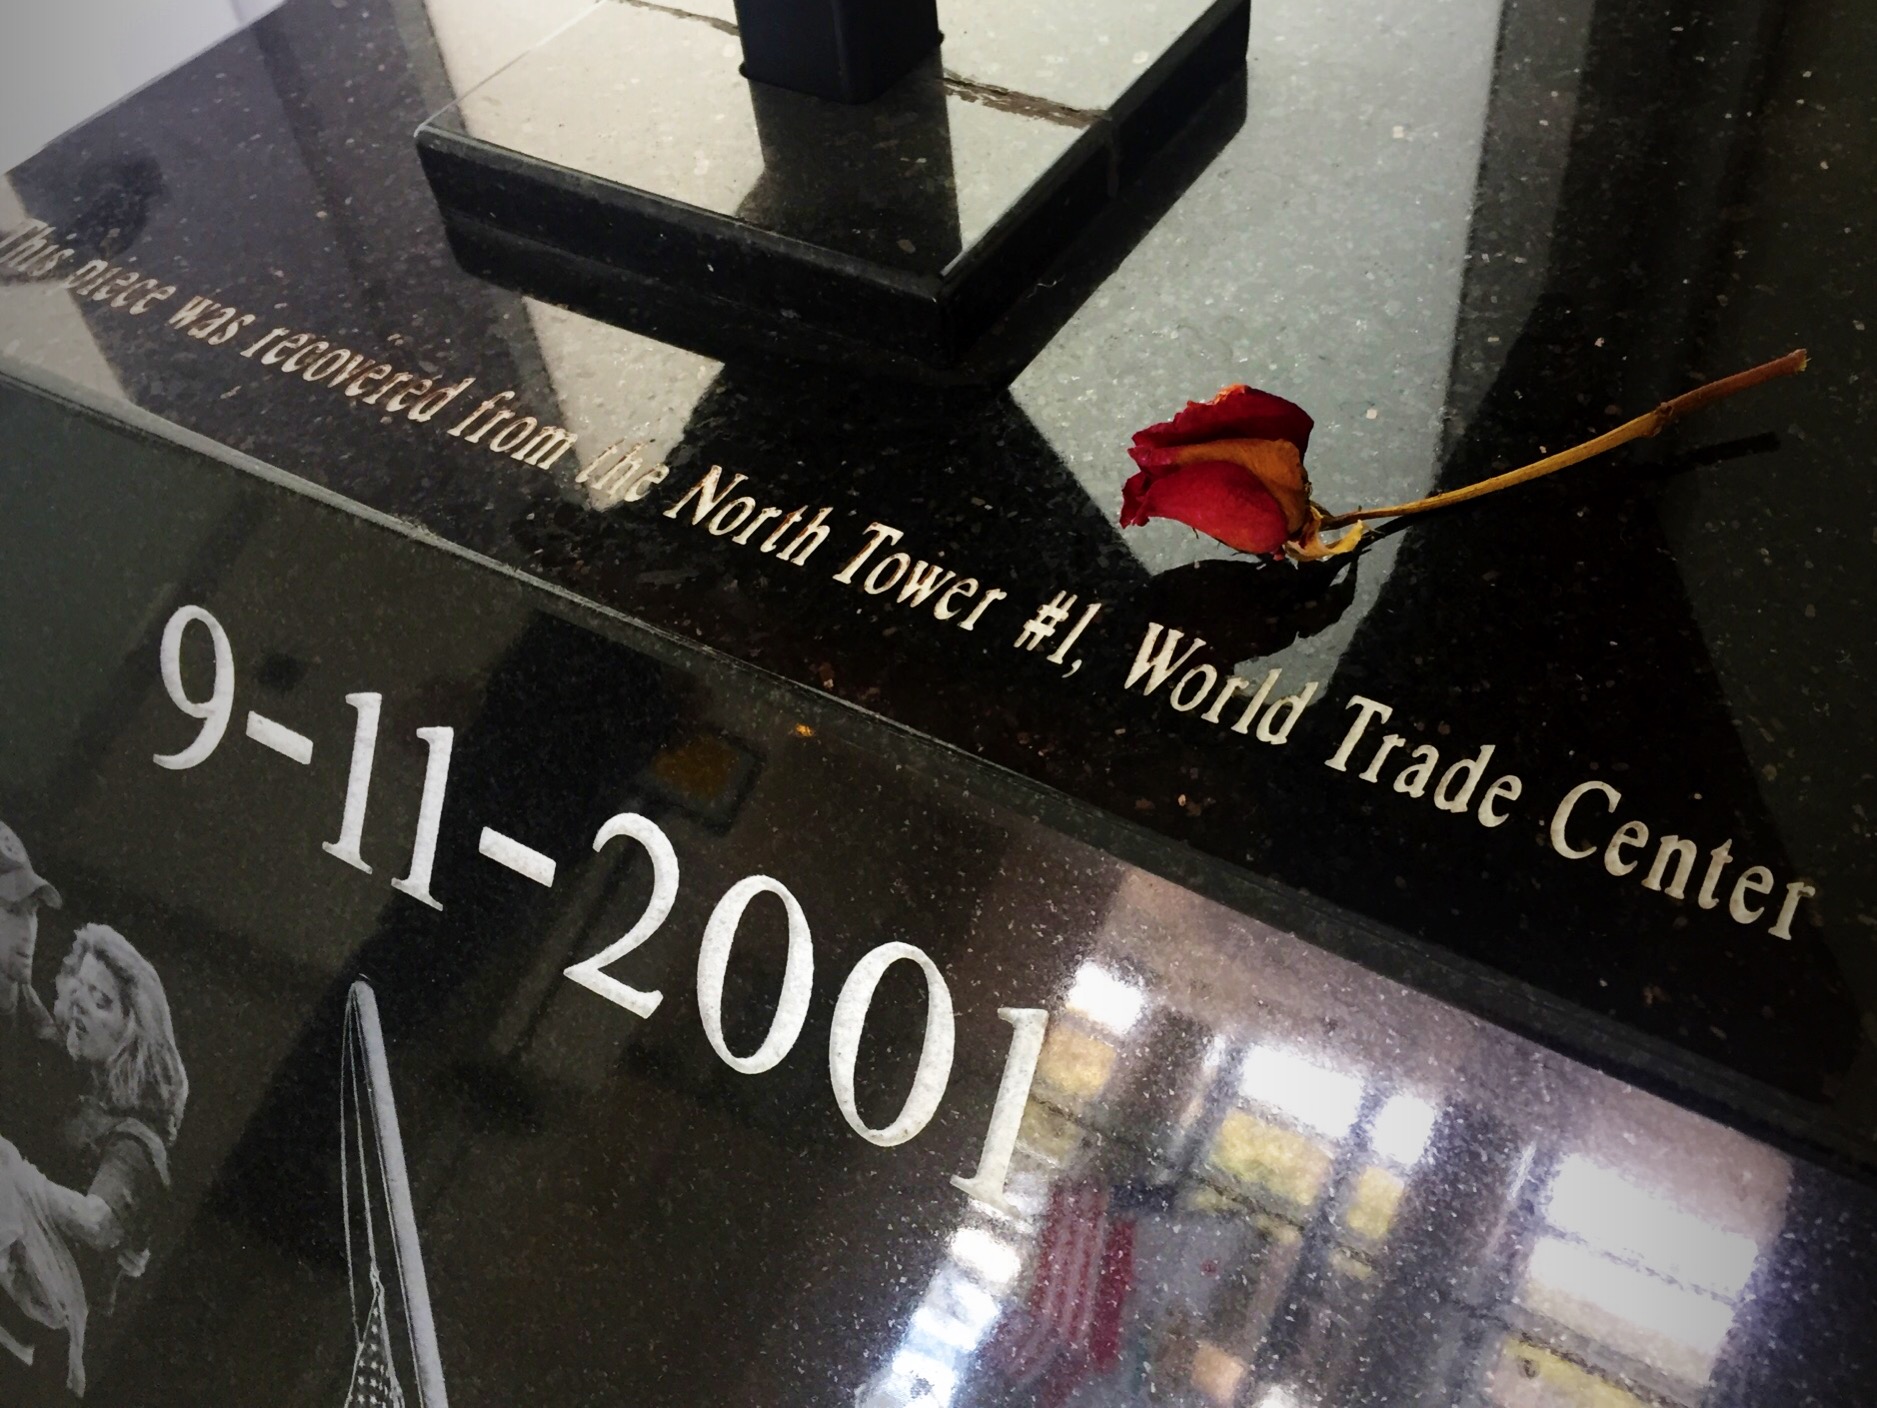 This piece was recovered from the North Tower #1, World Trade Center
9-11-2001